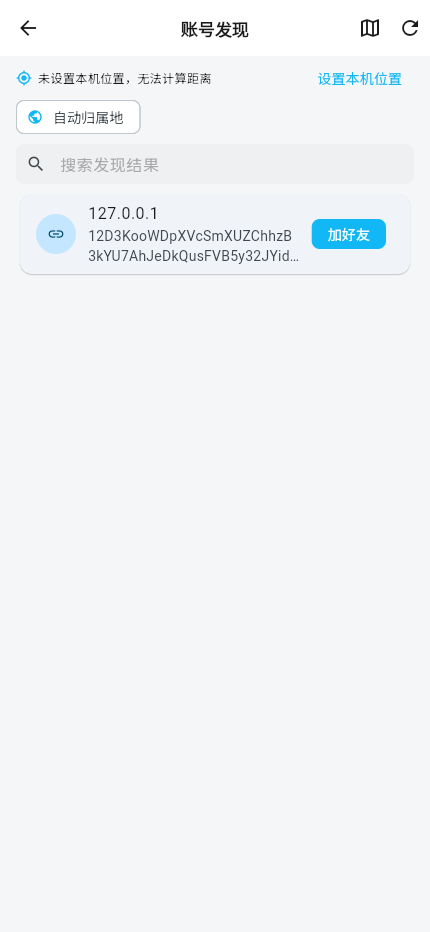 账号发现
未设置本机位置，无法计算距离
设置本机位置
自动归属地
搜索发现结果
127.0.0.1
12D3KooWDpXVcSmXUZChhzB
3kYU7AhJeDkQusFVB5y32JYid...
加好友